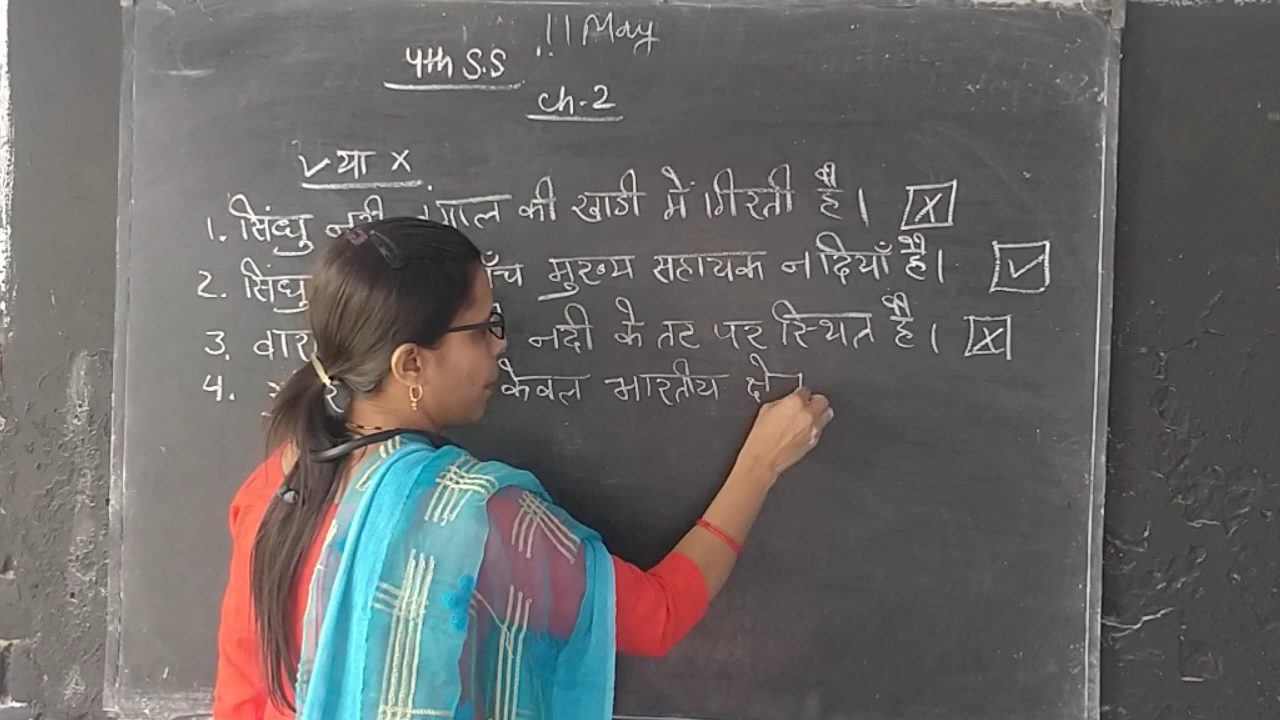 11 May
4th S.S
Ch-2
✓ या ×
1. सिंधु नदी की खाडी में गिरती है। ☒
2. सिंधु मुख्य सहायक नदियाँ है। ☑
3. नदी के तट पर स्थित है। ☒
4. केवल भारतीय